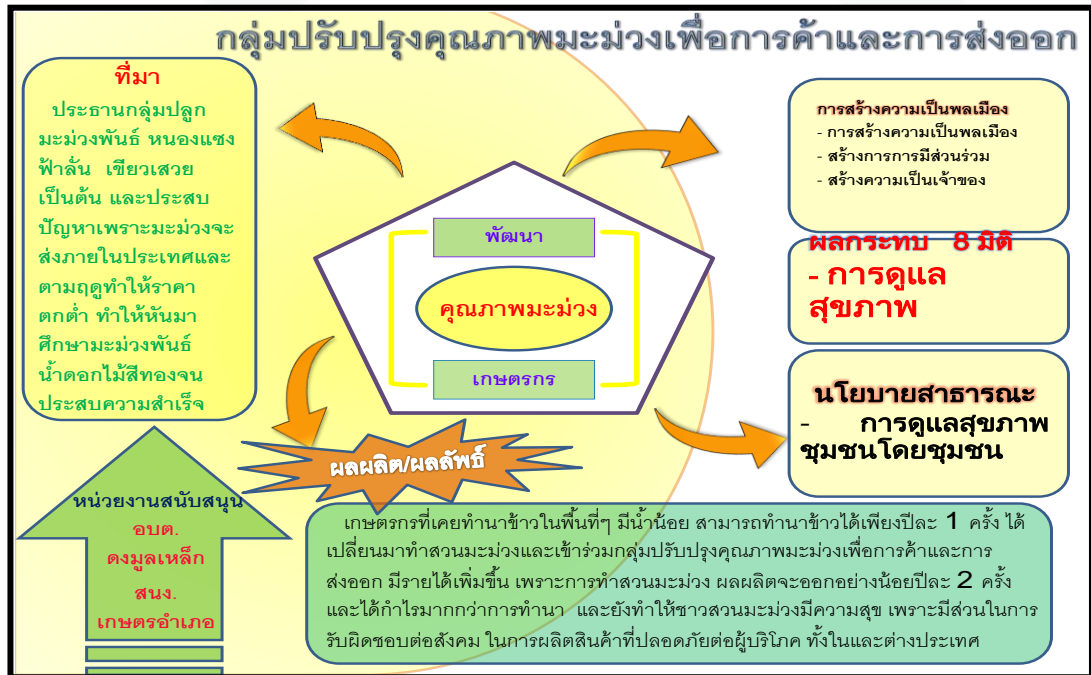 กลุ่มปรับปรุงคุณภาพมะม่วงเพื่อการค้าและการส่งออก
ที่มา
ประธานกลุ่มปลูก
มะม่วงพันธ์ หนองแซง
ฟ้าลั่น เขียวเสวย
เป็นต้น และประสบ
ปัญหาเพราะมะม่วงจะ
ส่งภายในประเทศและ
ตามฤดูทำให้ราคา
ตกต่ำ ทำให้หันมา
ศึกษามะม่วงพันธ์
น้ำดอกไม้สีทองจน
ประสบความสำเร็จ
พัฒนา
คุณภาพมะม่วง
เกษตรกร
การสร้างความเป็นพลเมือง
- การสร้างความเป็นพลเมือง
- สร้างการการมีส่วนร่วม
- สร้างความเป็นเจ้าของ
ผลกระทบ 8 มิติ
- การดูแล
สุขภาพ
นโยบายสาธารณะ
- การดูแลสุขภาพ
ชุมชนโดยชุมชน
ผลผลิต/ผลลัพธ์
หน่วยงานสนับสนุน
อบต.
ดงมูลเหล็ก
สนง.
เกษตรอำเภอ
เกษตรกรที่เคยทำนาข้าวในพื้นที่ๆ มีน้ำน้อย สามารถทำนาข้าวได้เพียงปีละ 1 ครั้ง ได้
เปลี่ยนมาทำสวนมะม่วงและเข้าร่วมกลุ่มปรับปรุงคุณภาพมะม่วงเพื่อการค้าและการ
ส่งออก มีรายได้เพิ่มขึ้น เพราะการทำสวนมะม่วง ผลผลิตจะออกอย่างน้อยปีละ 2 ครั้ง
และได้กำไรมากกว่าการทำนา และยังทำให้ชาวสวนมะม่วงมีความสุข เพราะมีส่วนในการ
รับผิดชอบต่อสังคม ในการผลิตสินค้าที่ปลอดภัยต่อผู้บริโภค ทั้งในและต่างประเทศ